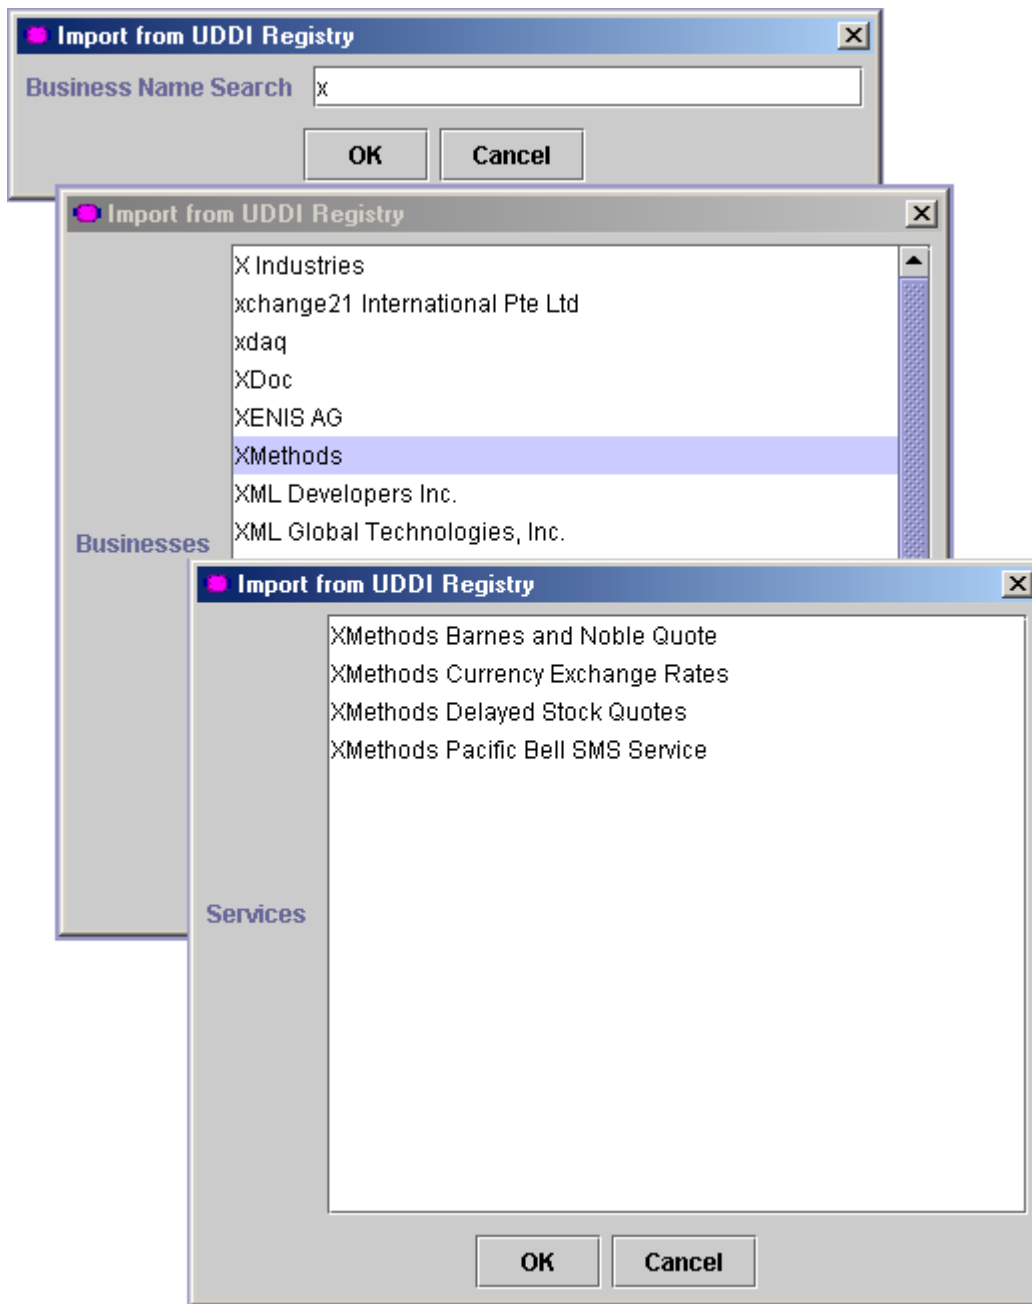 Import from UDDI Registry
Business Name Search x
OK Cancel
Import from UDDI Registry
X Industries
xchange21 International Pte Ltd
xdaq
XDoc
XENIS AG
XMethods
XML Developers Inc.
XML Global Technologies, Inc.
Businesses
Import from UDDI Registry
XMethods Barnes and Noble Quote
XMethods Currency Exchange Rates
XMethods Delayed Stock Quotes
XMethods Pacific Bell SMS Service
Services
OK Cancel